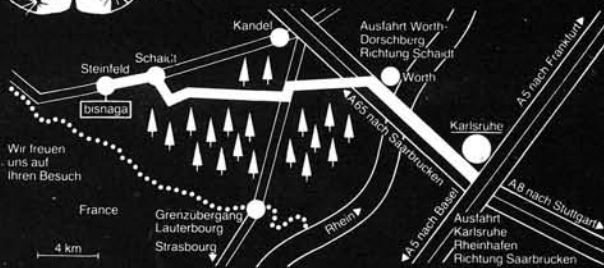 Kandel
Ausfahrt Wörth-
Dorschberg
Richtung Schaidt
Schaidt
Steinfeld
bisnaga
Wörth
A5 nach Frankfurt
A65 nach Saarbrucken
Karlsruhe
Wir freuen
uns auf
Ihren Besuch
France
Grenzübergang
Lauterbourg
Strasbourg
Rhein
A5 nach Basel
A8 nach Stuttgart
Ausfahrt
Karlsruhe
Rheinhafen
Richtung Saarbrucken
4 km